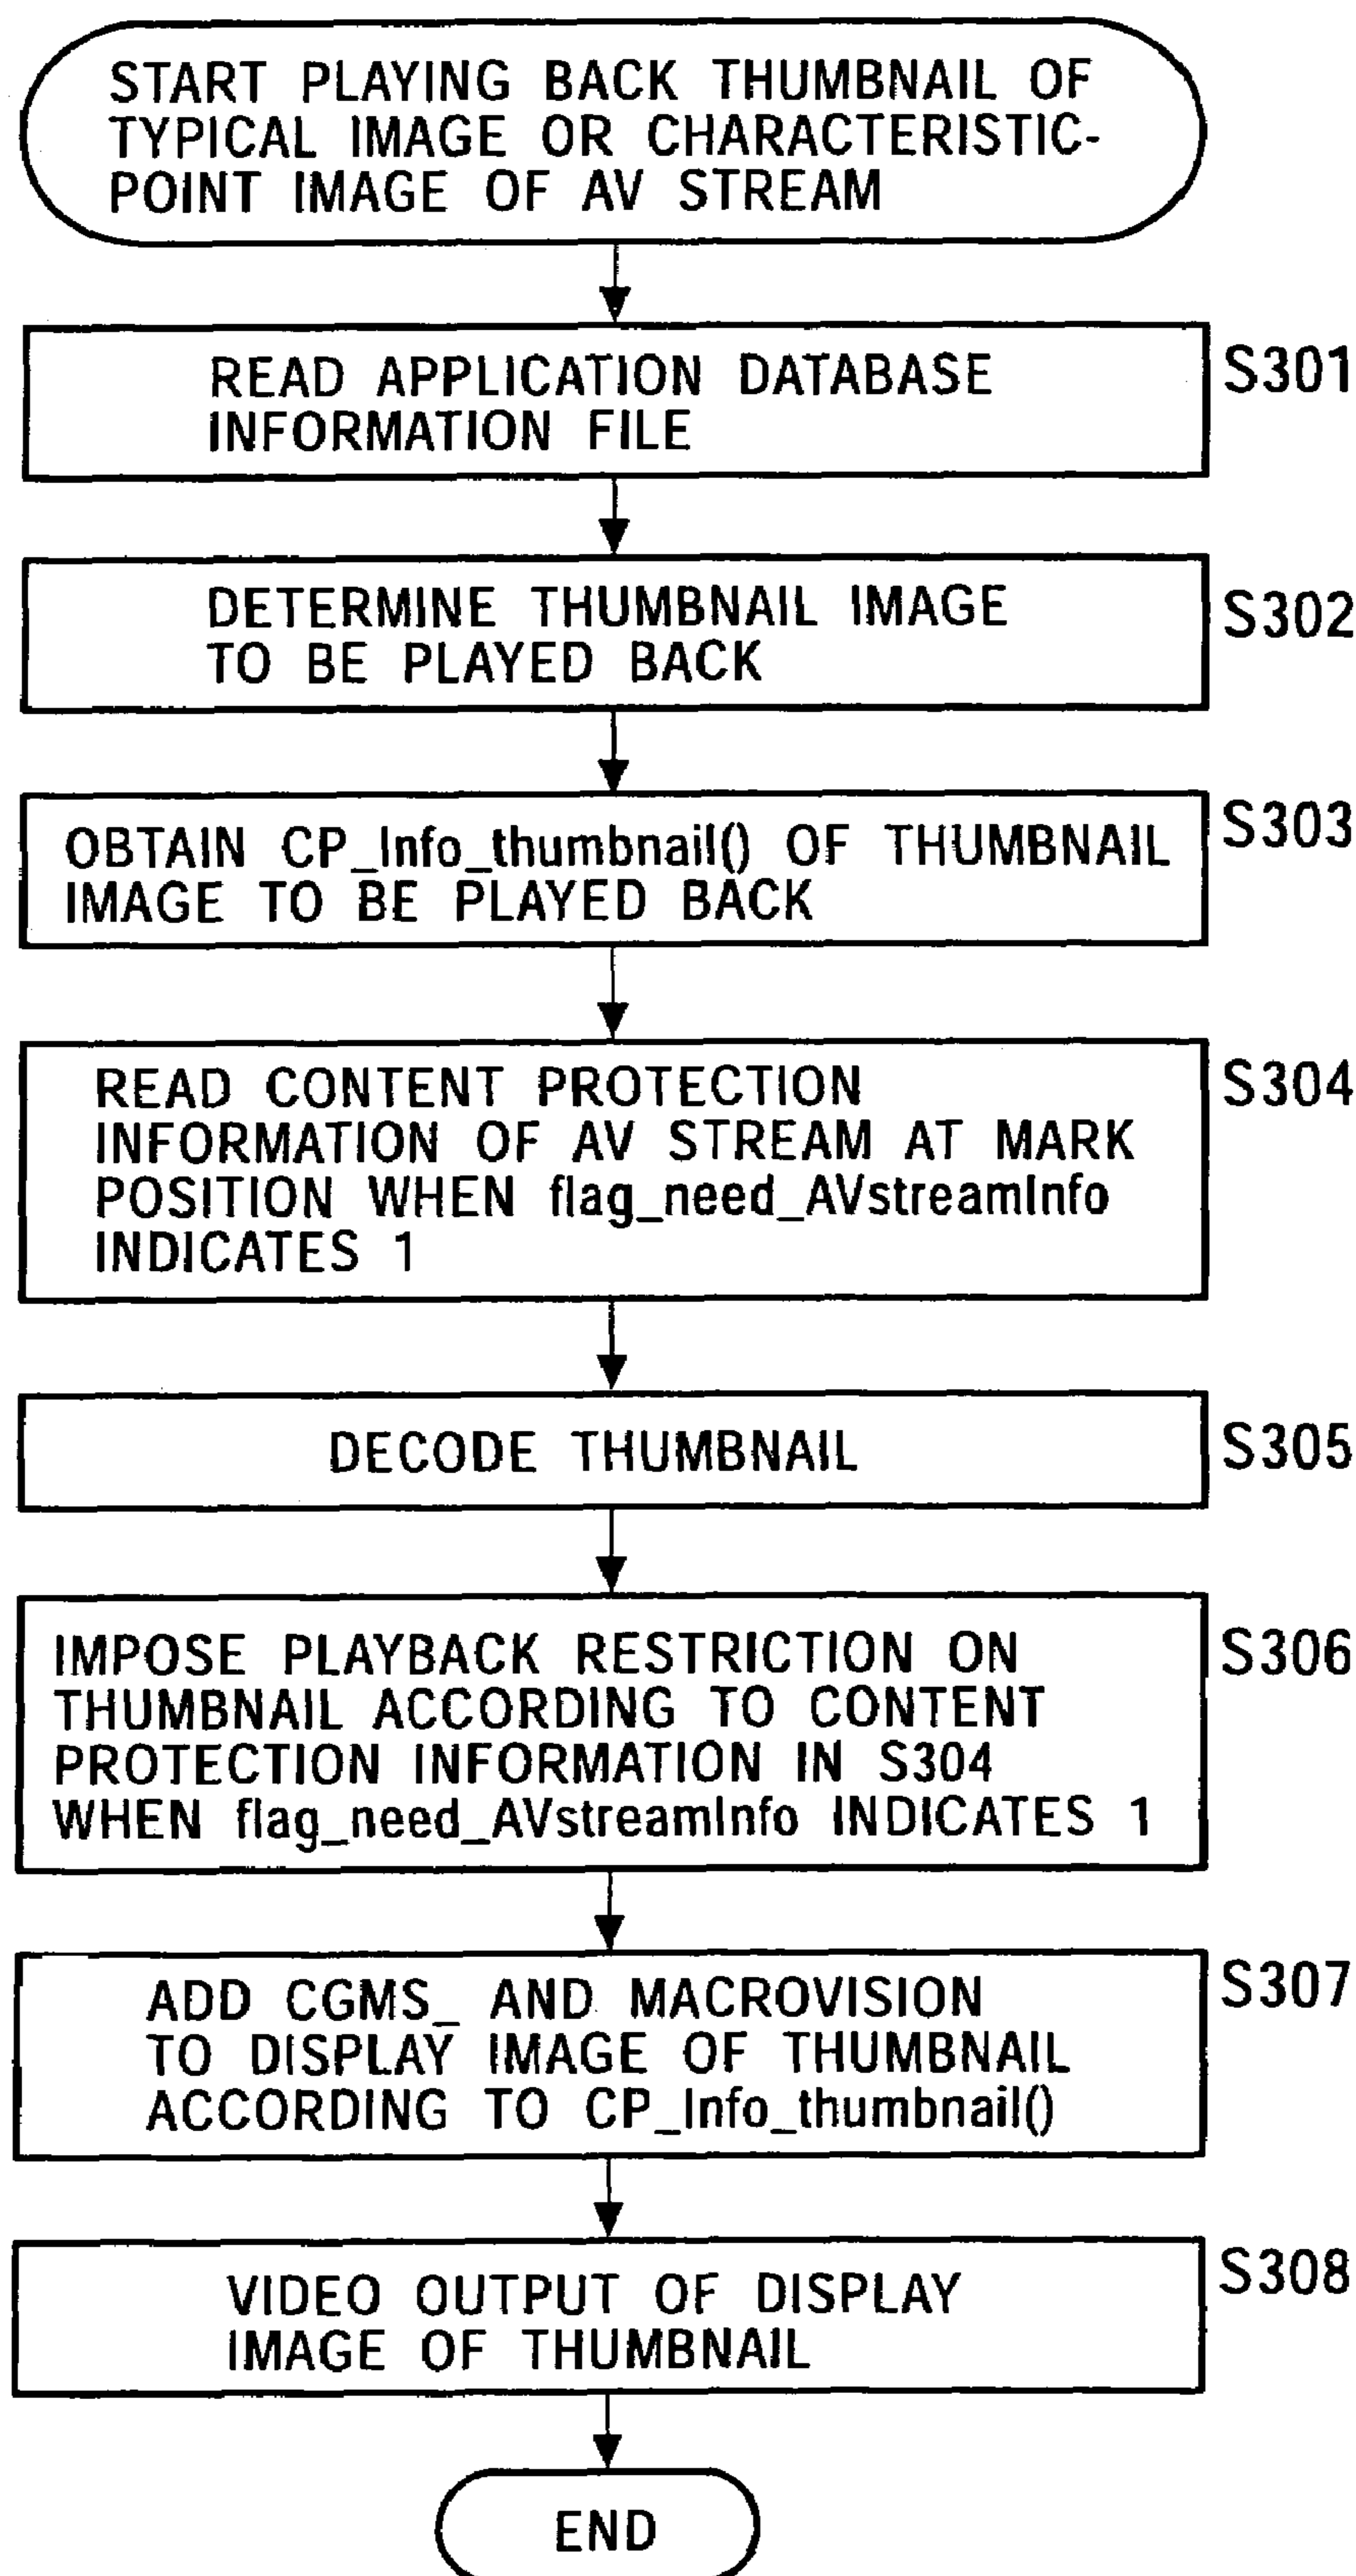 START PLAYING BACK THUMBNAIL OF
TYPICAL IMAGE OR CHARACTERISTIC-
POINT IMAGE OF AV STREAM
READ APPLICATION DATABASE
INFORMATION FILE
S301
DETERMINE THUMBNAIL IMAGE
TO BE PLAYED BACK
S302
OBTAIN CP_Info_thumbnail() OF THUMBNAIL
IMAGE TO BE PLAYED BACK
S303
READ CONTENT PROTECTION
INFORMATION OF AV STREAM AT MARK
POSITION WHEN flag_need_AVstreamInfo
INDICATES 1
S304
DECODE THUMBNAIL
S305
IMPOSE PLAYBACK RESTRICTION ON
THUMBNAIL ACCORDING TO CONTENT
PROTECTION INFORMATION IN S304
WHEN flag_need_AVstreamInfo INDICATES 1
S306
ADD CGMS_ AND MACROVISION
TO DISPLAY IMAGE OF THUMBNAIL
ACCORDING TO CP_Info_thumbnail()
S307
VIDEO OUTPUT OF DISPLAY
IMAGE OF THUMBNAIL
S308
END